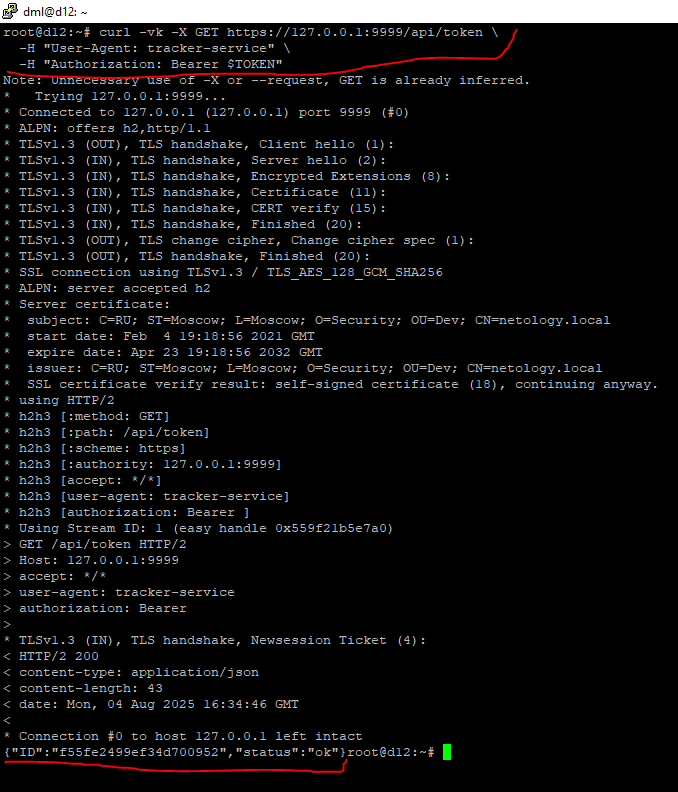 dml@d12: ~
root@d12:~# curl -vk -X GET https://127.0.0.1:9999/api/token \
  -H "User-Agent: tracker-service" \
  -H "Authorization: Bearer $TOKEN"
Note: Unnecessary use of -X or --request, GET is already inferred.
*   Trying 127.0.0.1:9999...
* Connected to 127.0.0.1 (127.0.0.1) port 9999 (#0)
* ALPN: offers h2,http/1.1
* TLSv1.3 (OUT), TLS handshake, Client hello (1):
* TLSv1.3 (IN), TLS handshake, Server hello (2):
* TLSv1.3 (IN), TLS handshake, Encrypted Extensions (8):
* TLSv1.3 (IN), TLS handshake, Certificate (11):
* TLSv1.3 (IN), TLS handshake, CERT verify (15):
* TLSv1.3 (IN), TLS handshake, Finished (20):
* TLSv1.3 (OUT), TLS change cipher, Change cipher spec (1):
* TLSv1.3 (OUT), TLS handshake, Finished (20):
* SSL connection using TLSv1.3 / TLS_AES_128_GCM_SHA256
* ALPN: server accepted h2
* Server certificate:
*  subject: C=RU; ST=Moscow; L=Moscow; O=Security; OU=Dev; CN=netology.local
*  start date: Feb  4 19:18:56 2021 GMT
*  expire date: Apr 23 19:18:56 2032 GMT
*  issuer: C=RU; ST=Moscow; L=Moscow; O=Security; OU=Dev; CN=netology.local
*  SSL certificate verify result: self-signed certificate (18), continuing anyway.
* using HTTP/2
* h2h3 [:method: GET]
* h2h3 [:path: /api/token]
* h2h3 [:scheme: https]
* h2h3 [:authority: 127.0.0.1:9999]
* h2h3 [accept: */*]
* h2h3 [user-agent: tracker-service]
* h2h3 [authorization: Bearer ]
* Using Stream ID: 1 (easy handle 0x559f21b5e7a0)
> GET /api/token HTTP/2
> Host: 127.0.0.1:9999
> accept: */*
> user-agent: tracker-service
> authorization: Bearer
>
* TLSv1.3 (IN), TLS handshake, Newsession Ticket (4):
< HTTP/2 200
< content-type: application/json
< content-length: 43
< date: Mon, 04 Aug 2025 16:34:46 GMT
<
* Connection #0 to host 127.0.0.1 left intact
{"ID":"f55fe2499ef34d700952","status":"ok"}root@d12:~#